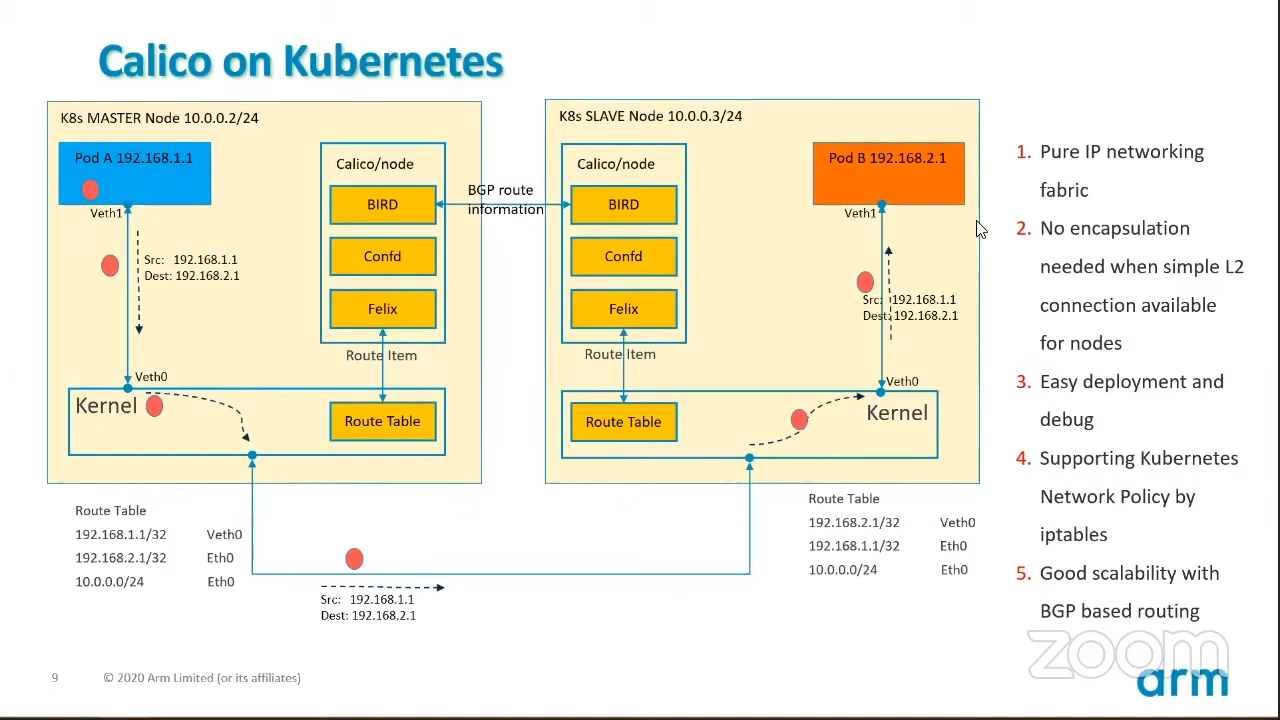 Calico on Kubernetes
K8s MASTER Node 10.0.0.2/24
Pod A 192.168.1.1
Veth1
Src: 192.168.1.1
Dest: 192.168.2.1
Veth0
Kernel
Calico/node
BIRD
Confd
Felix
Route Item
Route Table
BGP route
information
K8s SLAVE Node 10.0.0.3/24
Calico/node
BIRD
Confd
Felix
Route Item
Route Table
Pod B 192.168.2.1
Veth1
Src: 192.168.1.1
Dest: 192.168.2.1
Veth0
Kernel
Route Table
192.168.1.1/32 Veth0
192.168.2.1/32 Eth0
10.0.0.0/24 Eth0
Src: 192.168.1.1
Dest: 192.168.2.1
Route Table
192.168.2.1/32 Veth0
192.168.1.1/32 Eth0
10.0.0.0/24 Eth0
1. Pure IP networking
fabric
2. No encapsulation
needed when simple L2
connection available
for nodes
3. Easy deployment and
debug
4. Supporting Kubernetes
Network Policy by
iptables
5. Good scalability with
BGP based routing
zoom
arm
9 © 2020 Arm Limited (or its affiliates)